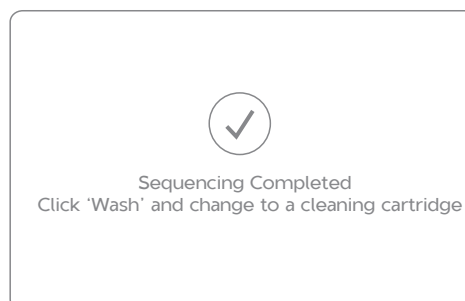 Sequencing Completed
Click ‘Wash’ and change to a cleaning cartridge